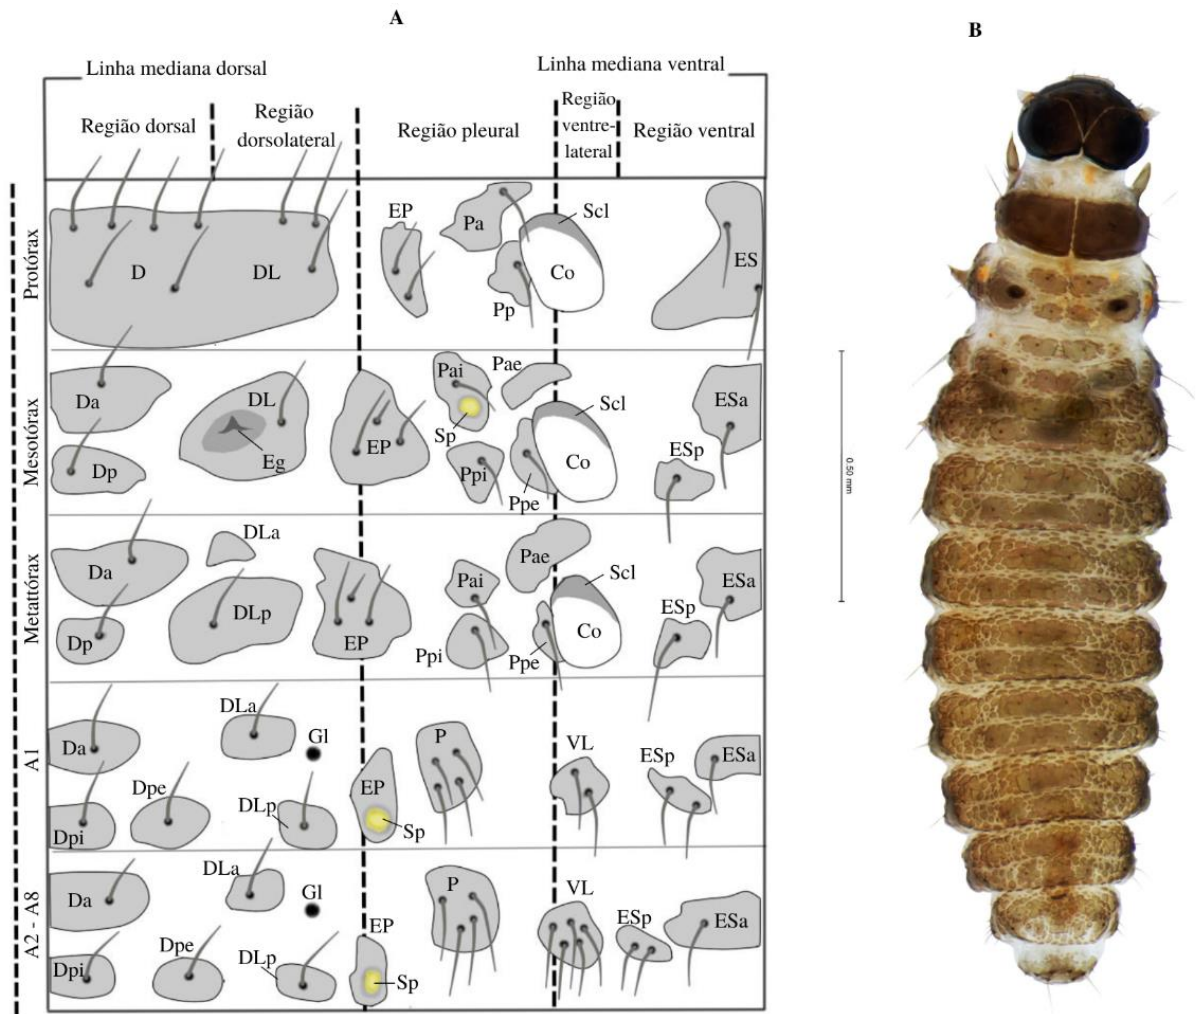 A
B
Linha mediana dorsal
Linha mediana ventral
Região dorsal
Região
dorsolateral
Região pleural
Região
ventre-
lateral
Região ventral
Protórax
D
DL
EP
Pa
Pp
Scl
Co
ES
Mesotórax
Da
Dp
DL
Eg
EP
Pai
Sp
Ppi
Pae
Ppe
Scl
Co
ESp
ESa
Metattórax
Da
Dp
DLa
DLp
EP
Pai
Ppi
Pae
Ppe
Scl
Co
ESp
ESa
A1
Da
Dpi
Dpe
DLa
Gl
DLp
EP
Sp
P
VL
ESp
ESa
A2 - A8
Da
Dpi
Dpe
DLa
Gl
DLp
EP
Sp
P
VL
ESp
ESa
0.50 mm